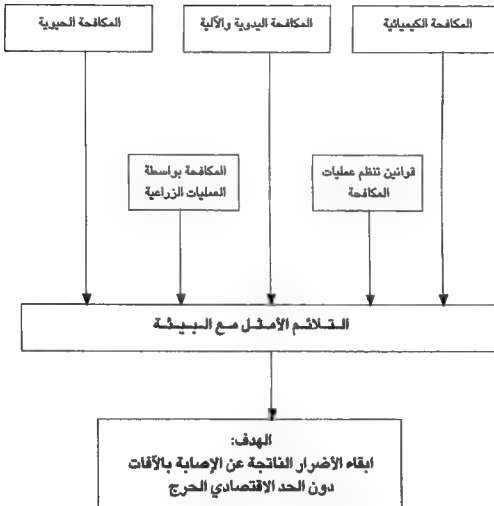 المكافحة الكيميائية
المكافحة اليدوية والآلية
المكافحة الحيوية
قوانين تنظم عمليات
المكافحة
المكافحة بواسطة
العمليات الزراعية
التلائم الأمثل مع البيئة
الهدف:
ابقاء الأضرار الناتجة عن الإصابة بالآفات
دون الحد الاقتصادي الحرج